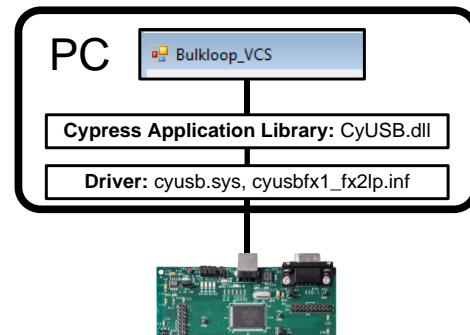 PC
Bulkloop_VCS
Cypress Application Library: CyUSB.dll
Driver: cyusb.sys, cyusbfx1_fx2lp.inf